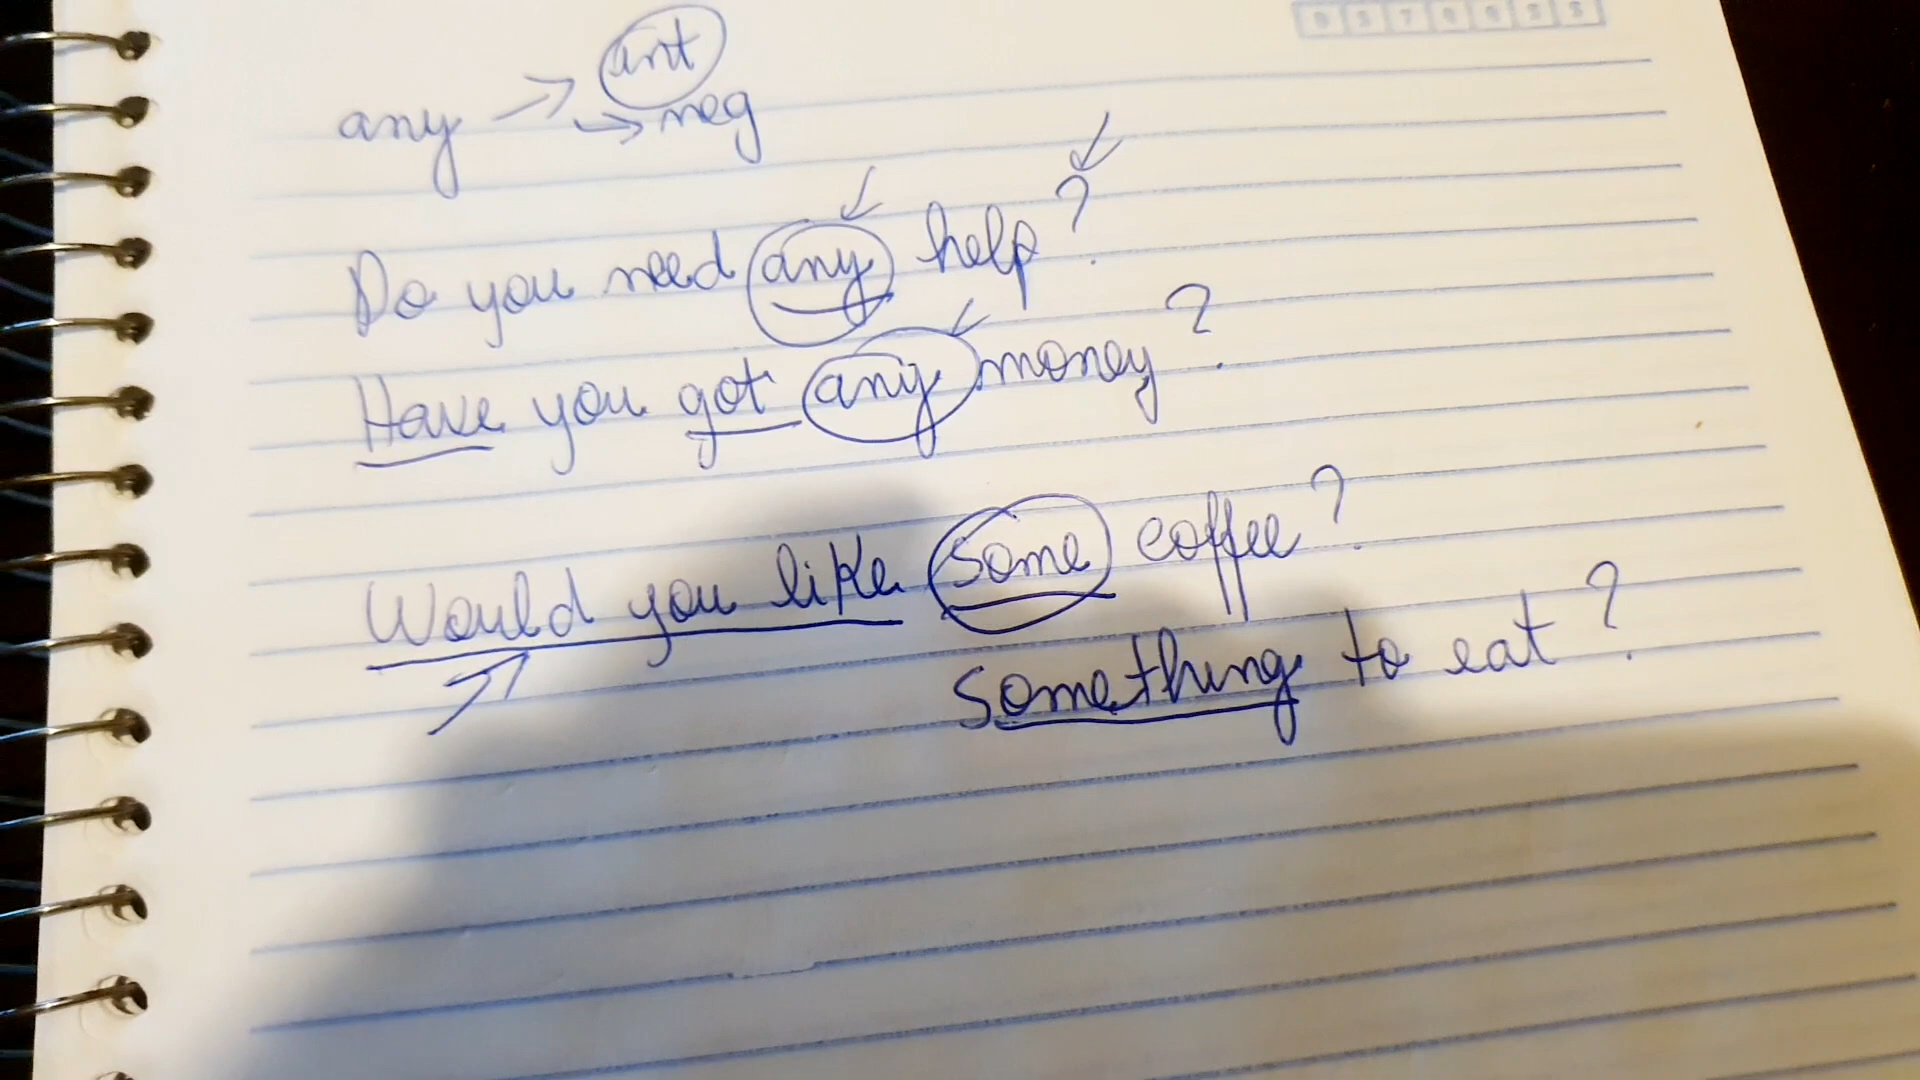 any → int
→ neg
Do you need any help?
Have you got any money?
Would you like some coffee?
something to eat?